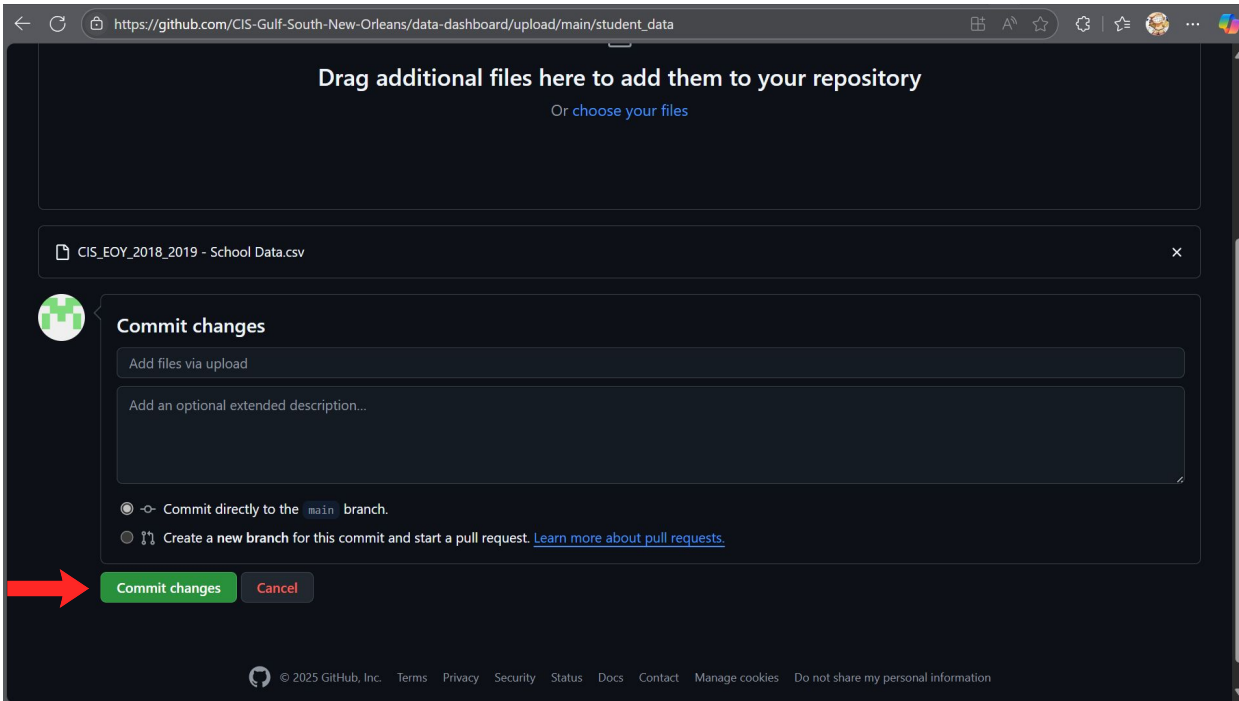 https://github.com/CIS-Gulf-South-New-Orleans/data-dashboard/upload/main/student_data
Drag additional files here to add them to your repository
Or choose your files
CIS_EOY_2018_2019 - School Data.csv
Commit changes
Add files via upload
Add an optional extended description...
Commit directly to the main branch.
Create a new branch for this commit and start a pull request. Learn more about pull requests.
Commit changes Cancel
© 2025 GitHub, Inc. Terms Privacy Security Status Docs Contact Manage cookies Do not share my personal information